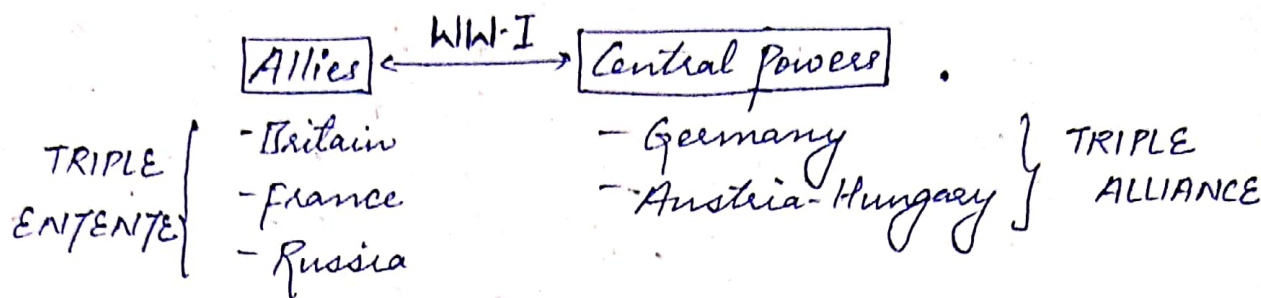 WW-I
Allies ↔ Central Powers .
- Britain - Germany
TRIPLE TRIPLE
- France - Austria-Hungary
ENTENTE ALLIANCE
- Russia